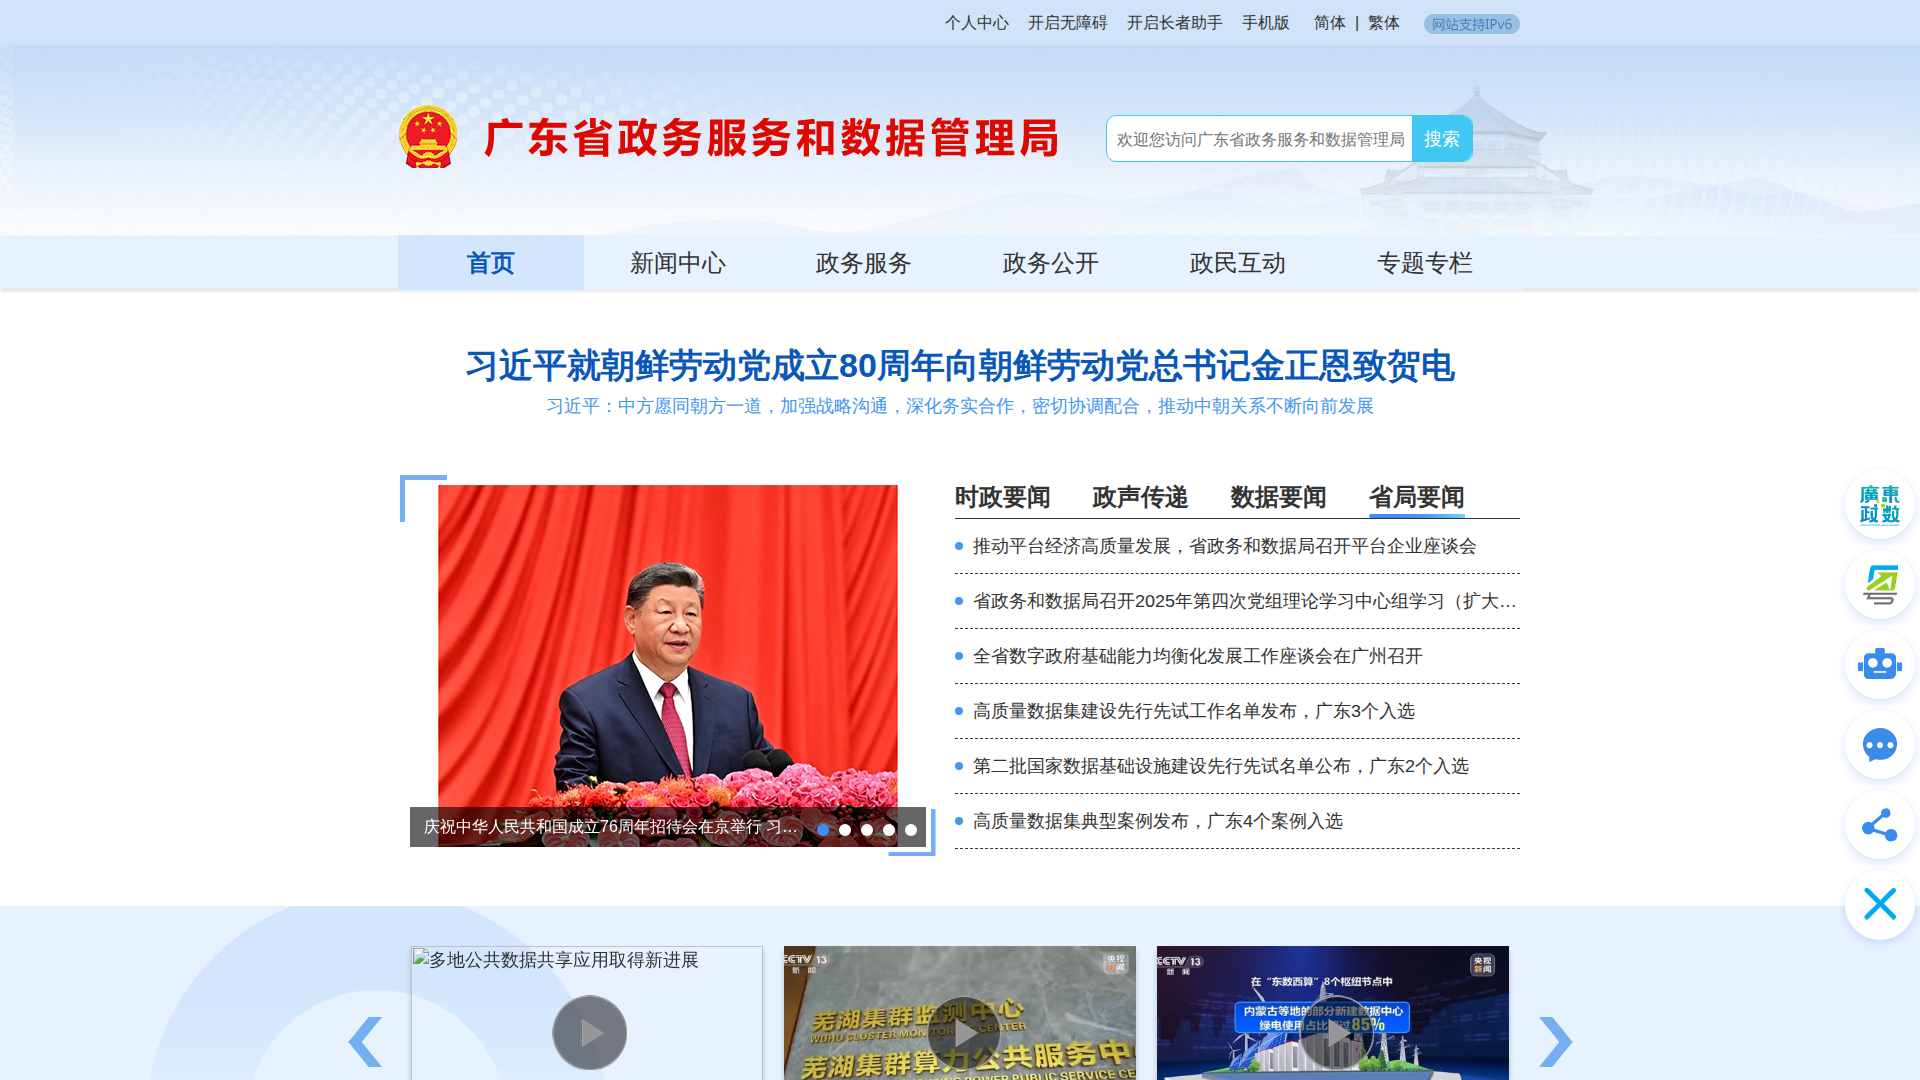 个人中心 开启无障碍 开启长者助手 手机版 简体 | 繁体 网站支持IPv6
广东省政务服务和数据管理局
欢迎您访问广东省政务服务和数据管理局 搜索
首页 新闻中心 政务服务 政务公开 政民互动 专题专栏
习近平就朝鲜劳动党成立80周年向朝鲜劳动党总书记金正恩致贺电
习近平：中方愿同朝方一道，加强战略沟通，深化务实合作，密切协调配合，推动中朝关系不断向前发展
时政要闻 政声传递 数据要闻 省局要闻
推动平台经济高质量发展，省政务和数据局召开平台企业座谈会
省政务和数据局召开2025年第四次党组理论学习中心组学习（扩大…
全省数字政府基础能力均衡化发展工作座谈会在广州召开
高质量数据集建设先行先试工作名单发布，广东3个入选
第二批国家数据基础设施建设先行先试名单公布，广东2个入选
高质量数据集典型案例发布，广东4个案例入选
庆祝中华人民共和国成立76周年招待会在京举行 习…
廣東
政数
多地公共数据共享应用取得新进展
CCTV 13
新闻
央视
新闻
芜湖集群监测中心
WUHU CLUSTER MONITORING CENTER
芜湖集群算力公共服务中
POWER PUBLIC SERVICE CE
CCTV 13
新闻
央视
新闻
在“东数西算”8个枢纽节点中
内蒙古等地的部分新建数据中心
绿电使用占比超过85%